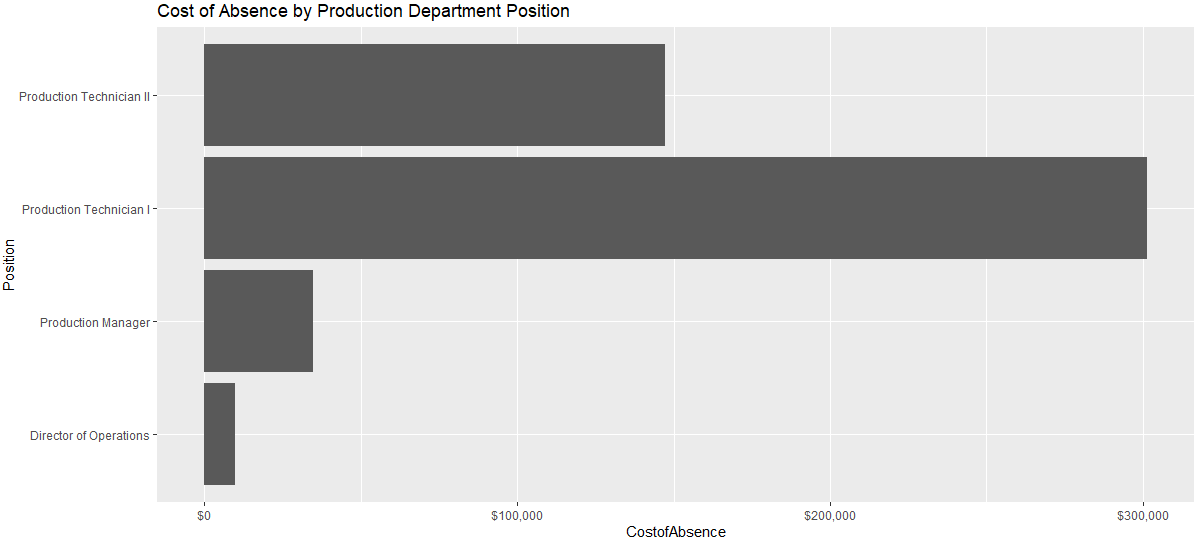 Cost of Absence by Production Department Position
Production Technician II
Production Technician I
Production Manager
Director of Operations
Position
$0
$100,000
$200,000
$300,000
CostofAbsence